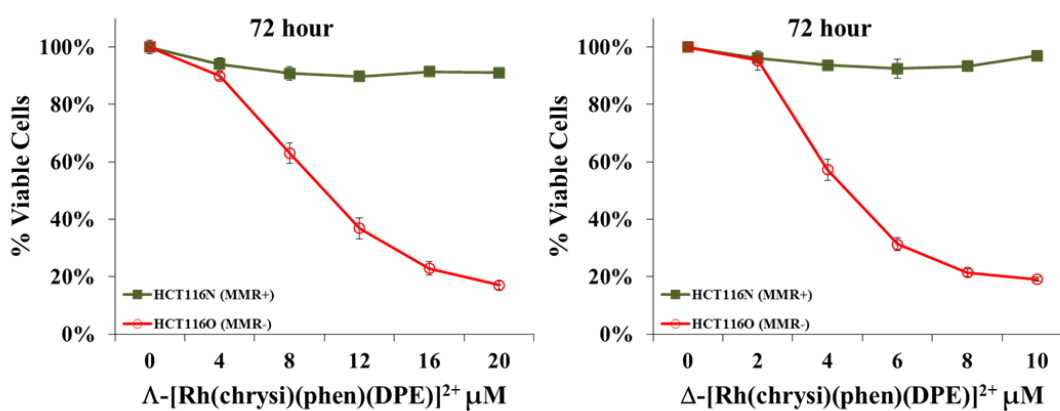 72 hour
100%
80%
60%
40%
20%
0%
% Viable Cells
HCT116N (MMR+)
HCT116O (MMR-)
0 4 8 12 16 20
Λ-[Rh(chrysi)(phen)(DPE)]²⁺ μM
72 hour
100%
80%
60%
40%
20%
0%
% Viable Cells
HCT116N (MMR+)
HCT116O (MMR-)
0 2 4 6 8 10
Δ-[Rh(chrysi)(phen)(DPE)]²⁺ μM